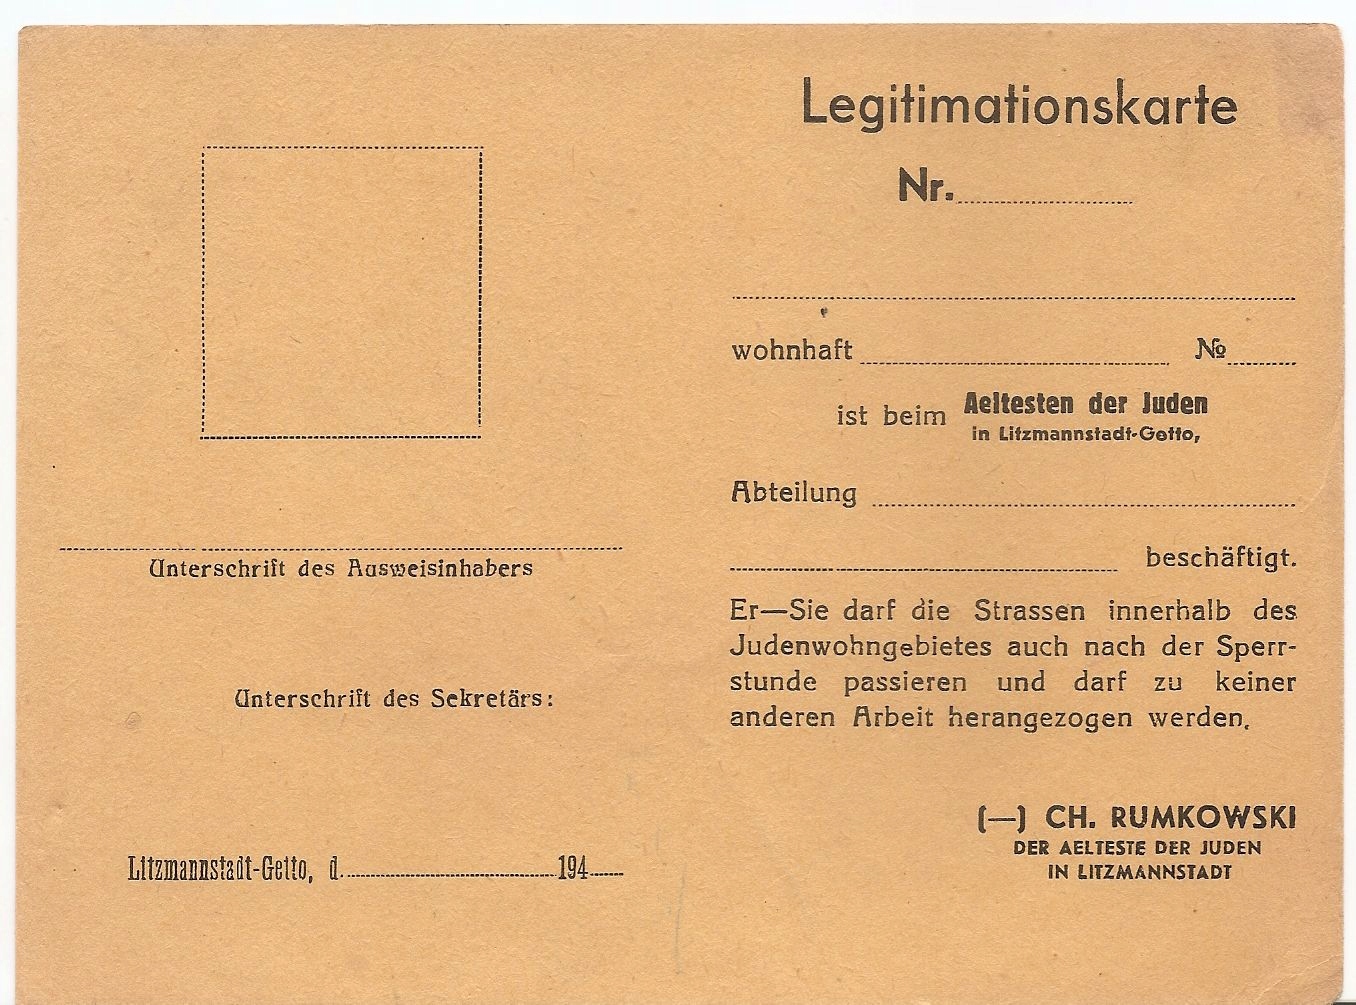 Legitimationskarte
Nr.
wohnhaft №
ist beim Aeltesten der Juden
in Litzmannstadt-Getto,
Abteilung
beschäftigt.
Er—Sie darf die Strassen innerhalb des
Judenwohngebietes auch nach der Sperr-
stunde passieren und darf zu keiner
anderen Arbeit herangezogen werden.
(—) CH. RUMKOWSKI
DER AELTESTE DER JUDEN
IN LITZMANNSTADT
Unterschrift des Ausweisinhabers
Unterschrift des Sekretärs:
Litzmannstadt-Getto, d. 194